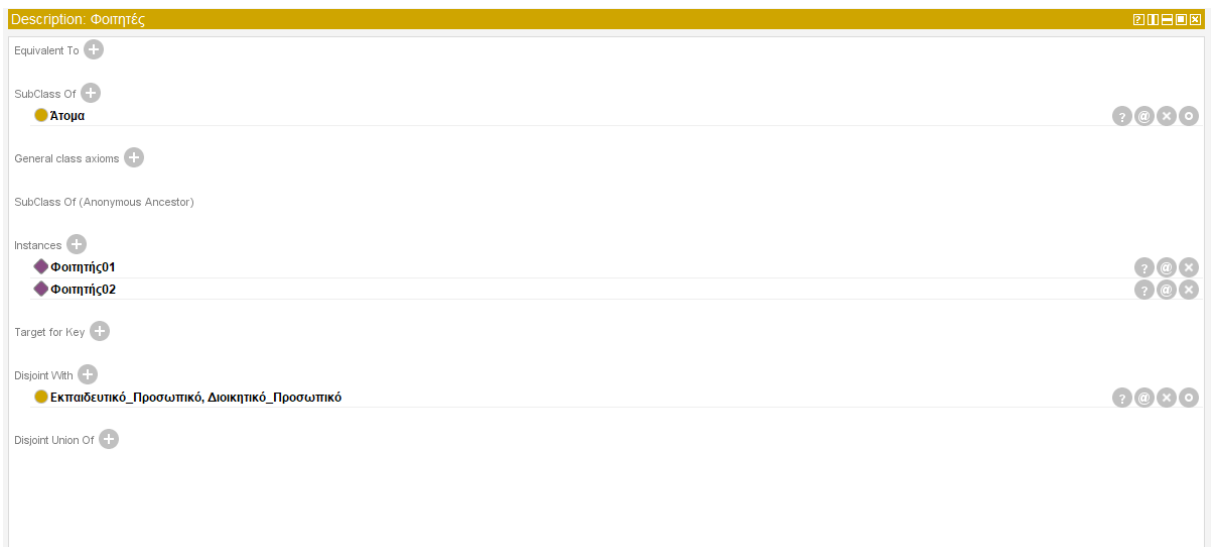 Description: Φοιτητές
Equivalent To
SubClass Of
Άτομα
General class axioms
SubClass Of (Anonymous Ancestor)
Instances
Φοιτητής01
Φοιτητής02
Target for Key
Disjoint With
Εκπαιδευτικό_Προσωπικό, Διοικητικό_Προσωπικό
Disjoint Union Of